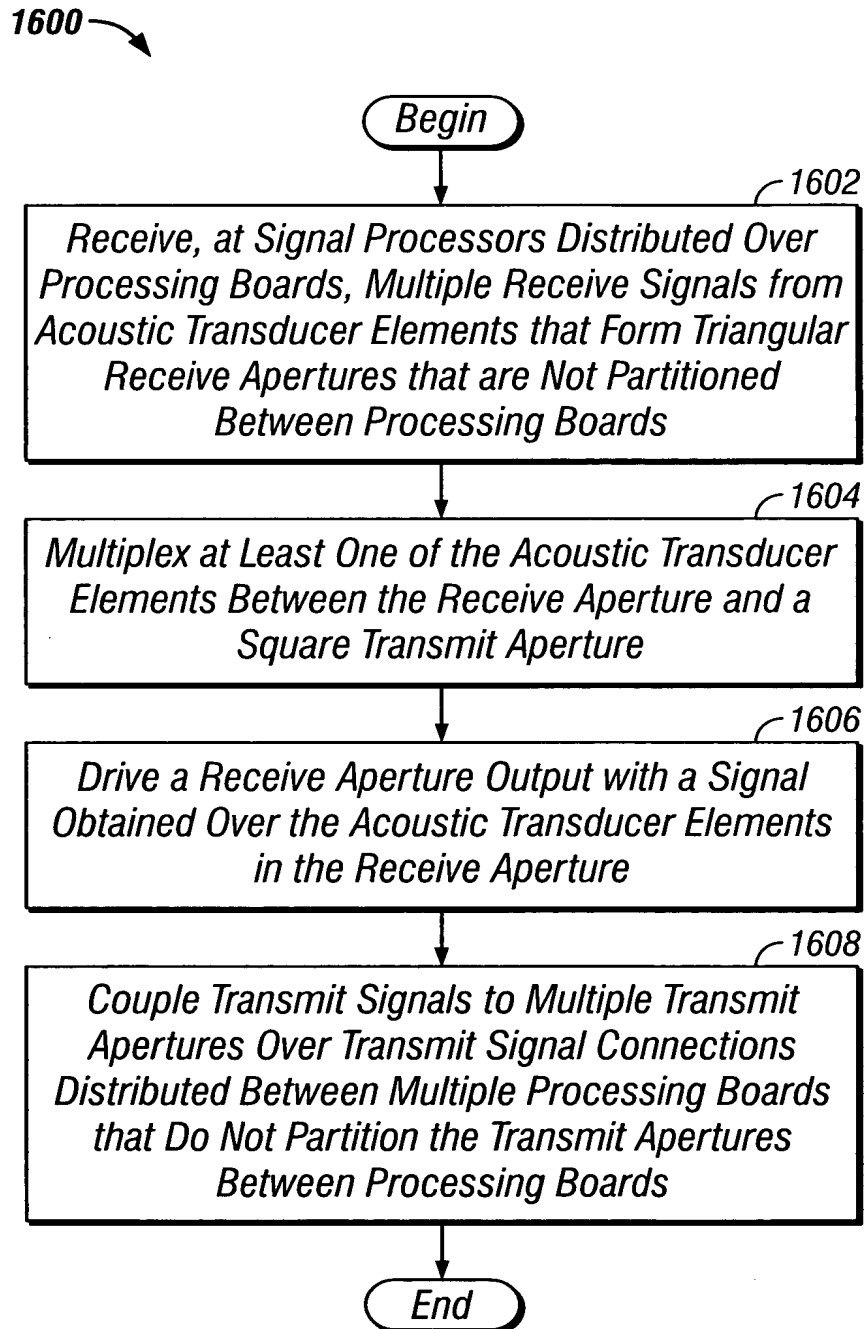 1600
Begin
1602
Receive, at Signal Processors Distributed Over
Processing Boards, Multiple Receive Signals from
Acoustic Transducer Elements that Form Triangular
Receive Apertures that are Not Partitioned
Between Processing Boards
1604
Multiplex at Least One of the Acoustic Transducer
Elements Between the Receive Aperture and a
Square Transmit Aperture
1606
Drive a Receive Aperture Output with a Signal
Obtained Over the Acoustic Transducer Elements
in the Receive Aperture
1608
Couple Transmit Signals to Multiple Transmit
Apertures Over Transmit Signal Connections
Distributed Between Multiple Processing Boards
that Do Not Partition the Transmit Apertures
Between Processing Boards
End